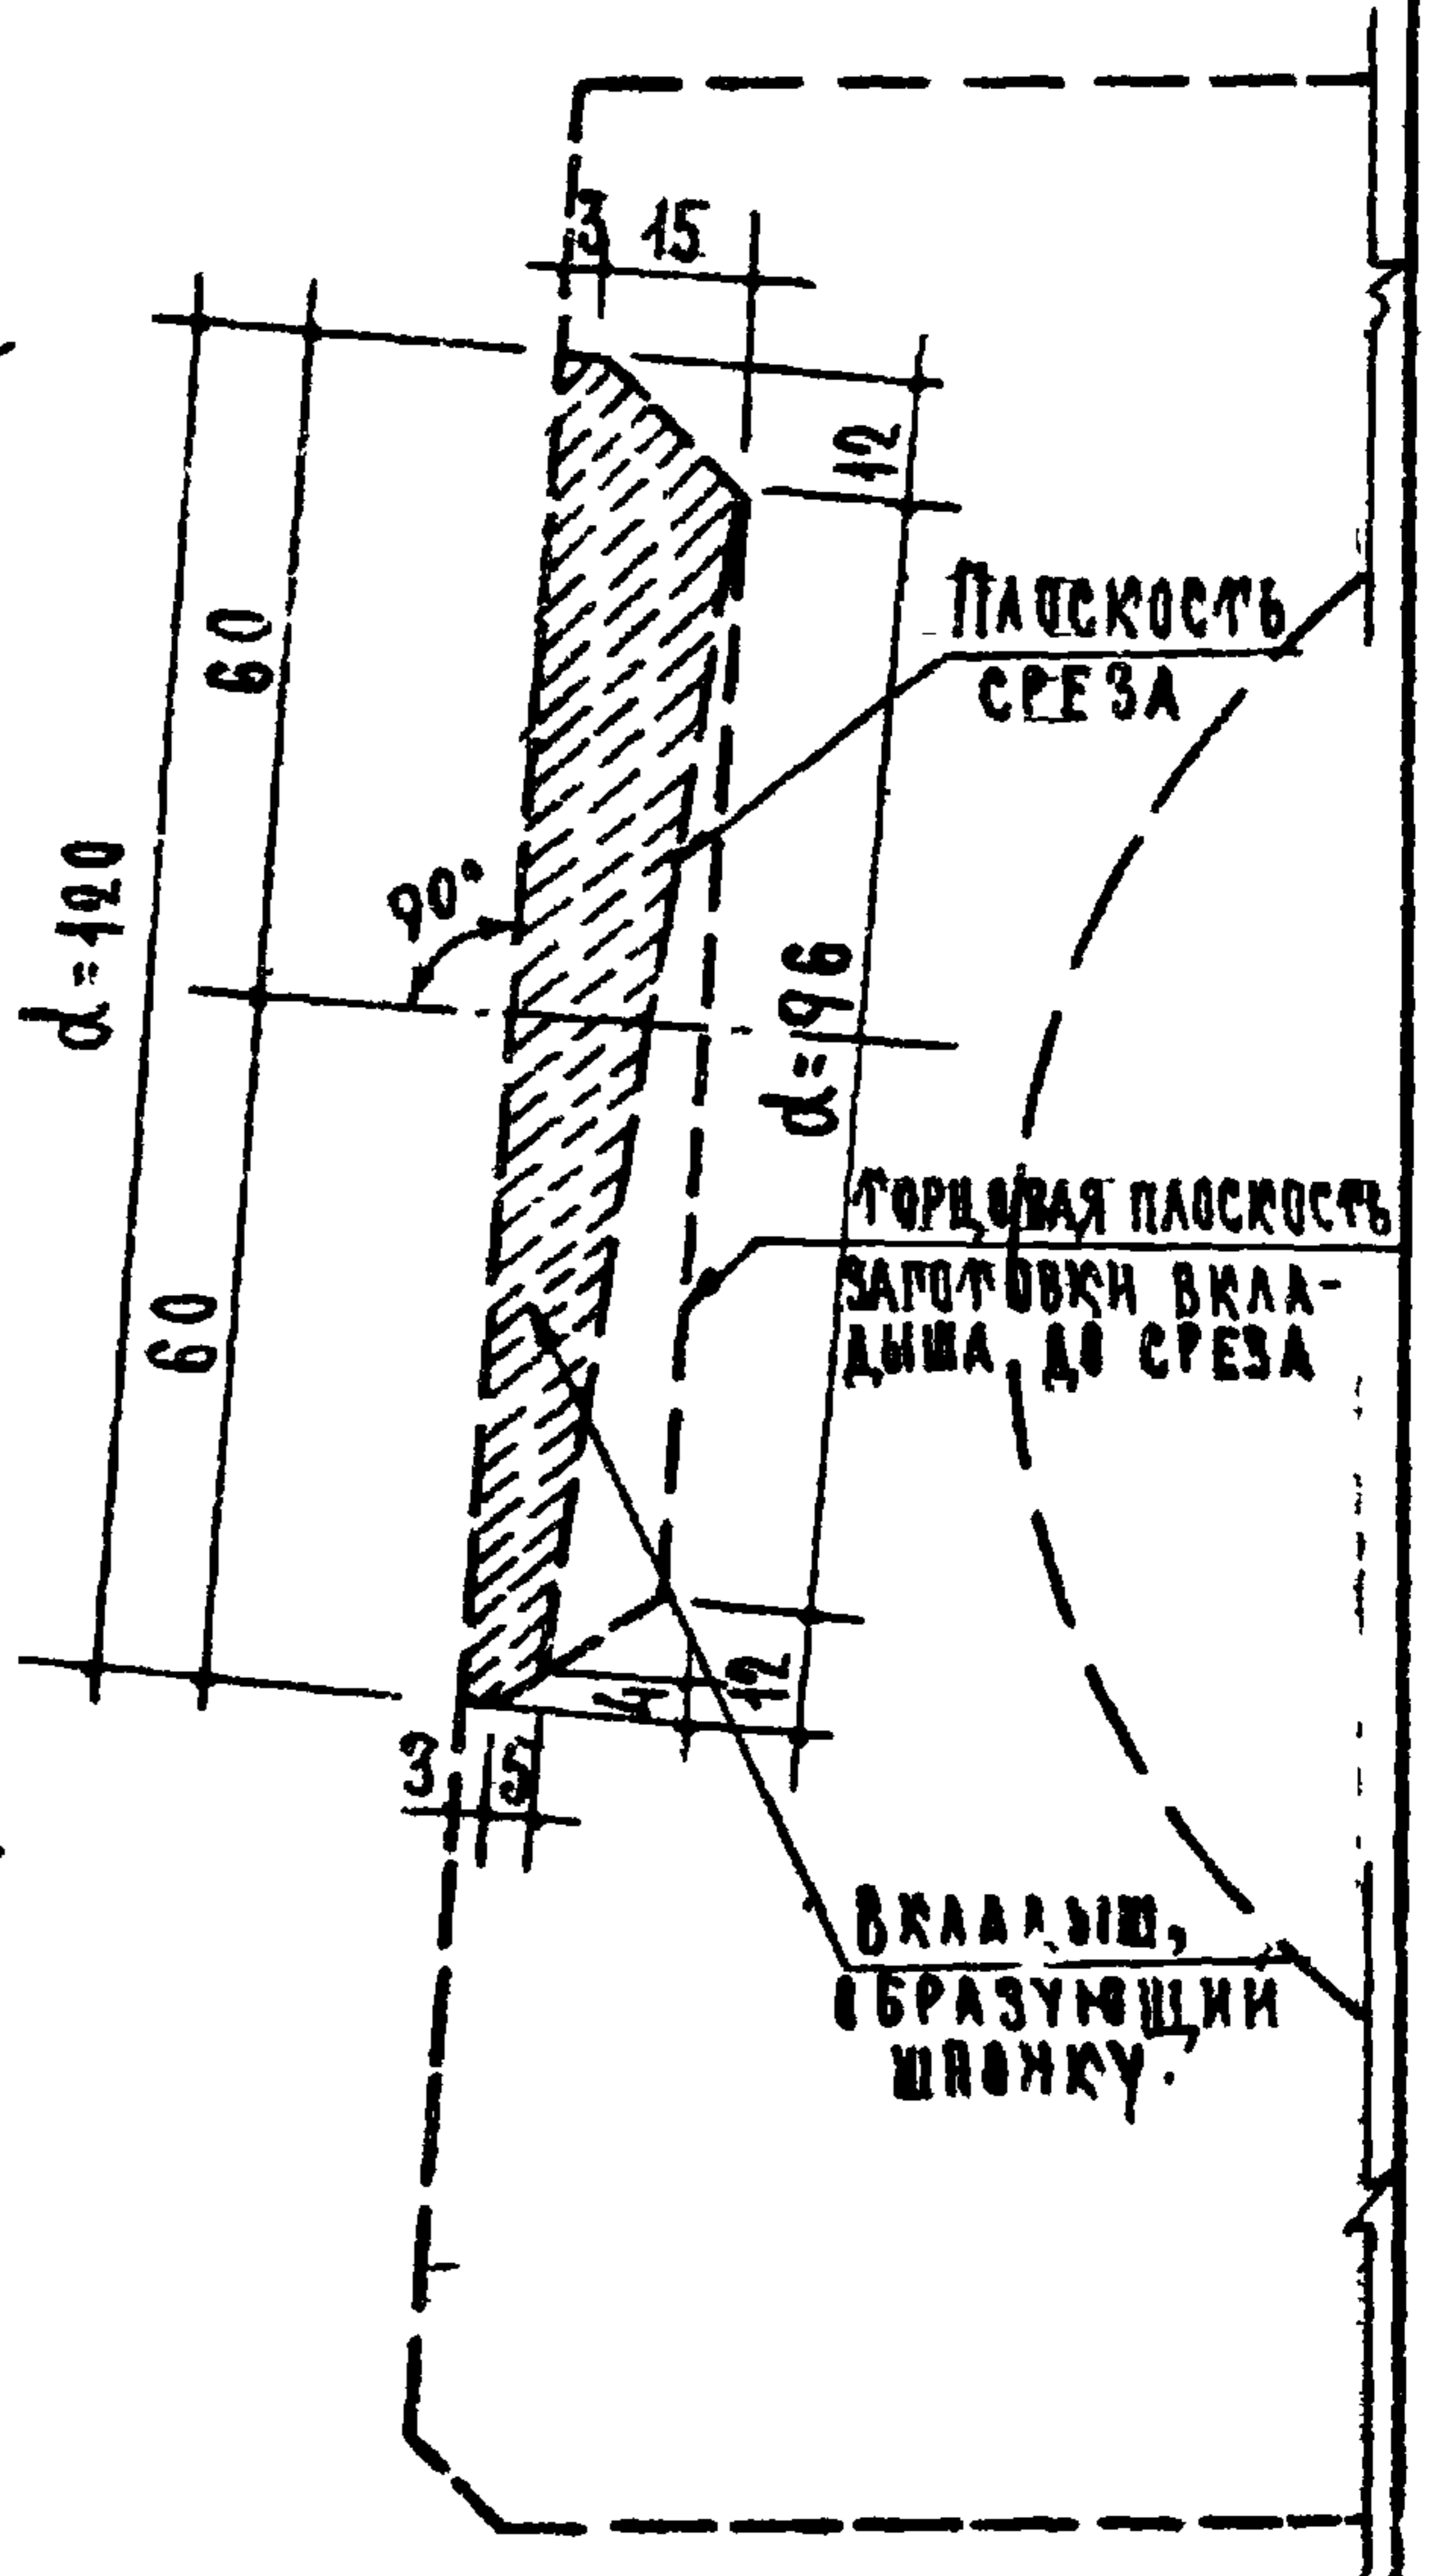 3 15
12
60
d=120
90°
d=96
ПЛОСКОСТЬ
СРЕЗА
ТОРЦОВАЯ ПЛОСКОСТЬ
ЗАГОТОВКИ ВКЛА-
ДЫША ДО СРЕЗА
60
4
12
3 5
ВКЛАДЫШ,
ОБРАЗУЮЩИЙ
ШПОНКУ.